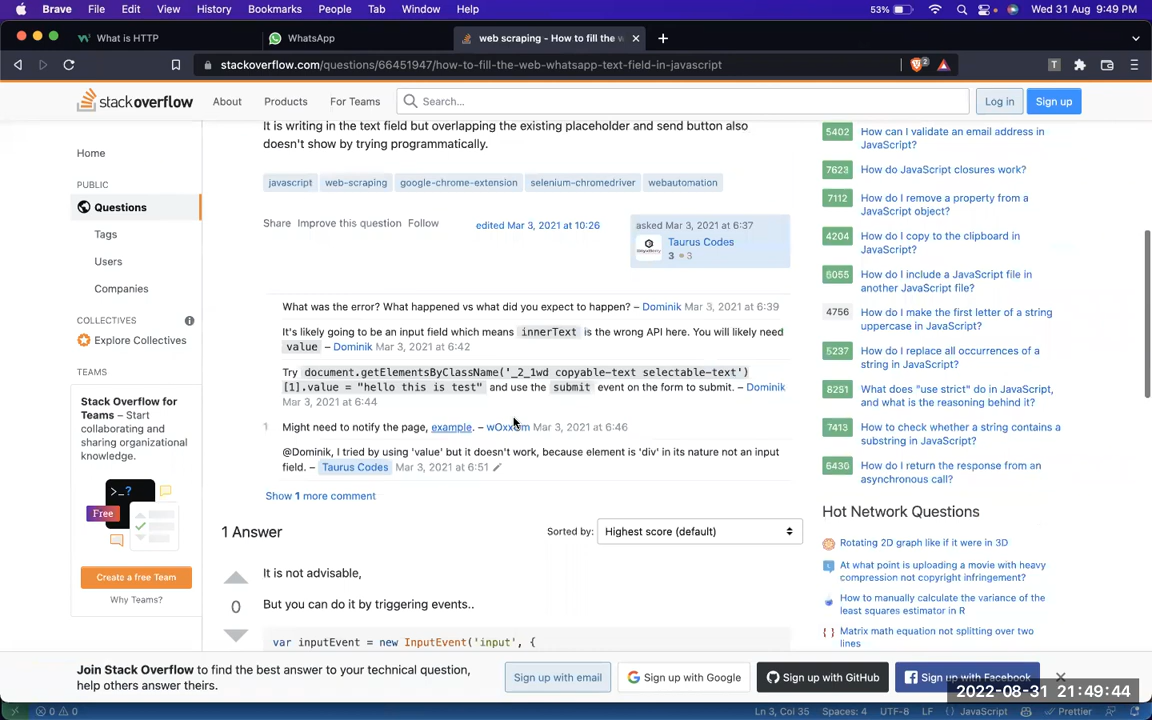 Brave File Edit View History Bookmarks People Tab Window Help 53% Wed 31 Aug 9:49 PM
What is HTTP WhatsApp web scraping - How to fill the w
stackoverflow.com/questions/66451947/how-to-fill-the-web-whatsapp-text-field-in-javascript 2 T
stackoverflow About Products For Teams Search... Log in Sign up
Home
PUBLIC
Questions
Tags
Users
Companies
COLLECTIVES
Explore Collectives
TEAMS
Stack Overflow for
Teams – Start
collaborating and
sharing organizational
knowledge.
>_?
Free
Create a free Team
Why Teams?
It is writing in the text field but overlapping the existing placeholder and send button also
doesn't show by trying programmatically.
javascript web-scraping google-chrome-extension selenium-chromedriver webautomation
Share Improve this question Follow
edited Mar 3, 2021 at 10:26
asked Mar 3, 2021 at 6:37
Taurus Codes
3 3
What was the error? What happened vs what did you expect to happen? – Dominik Mar 3, 2021 at 6:39
It's likely going to be an input field which means innerText is the wrong API here. You will likely need
value – Dominik Mar 3, 2021 at 6:42
Try document.getElementsByClassName('_2_1wd copyable-text selectable-text')
[1].value = "hello this is test" and use the submit event on the form to submit. – Dominik
Mar 3, 2021 at 6:44
1 Might need to notify the page, example. – wOxxOm Mar 3, 2021 at 6:46
@Dominik, I tried by using 'value' but it doesn't work, because element is 'div' in its nature not an input
field. – Taurus Codes Mar 3, 2021 at 6:51
Show 1 more comment
1 Answer
Sorted by: Highest score (default)
0
It is not advisable,
But you can do it by triggering events..
var inputEvent = new InputEvent('input', {
5402 How can I validate an email address in
JavaScript?
7623 How do JavaScript closures work?
7112 How do I remove a property from a
JavaScript object?
4204 How do I copy to the clipboard in
JavaScript?
6055 How do I include a JavaScript file in
another JavaScript file?
4756 How do I make the first letter of a string
uppercase in JavaScript?
5237 How do I replace all occurrences of a
string in JavaScript?
8251 What does "use strict" do in JavaScript,
and what is the reasoning behind it?
7413 How to check whether a string contains a
substring in JavaScript?
6430 How do I return the response from an
asynchronous call?
Hot Network Questions
Rotating 2D graph like if it were in 3D
At what point is uploading a movie with heavy
compression not copyright infringement?
How to manually calculate the variance of the
least squares estimator in R
Matrix math equation not splitting over two
lines
Join Stack Overflow to find the best answer to your technical question,
help others answer theirs.
Sign up with email Sign up with Google Sign up with GitHub Sign up with Facebook
2022-08-31 21:49:44
0 0 Ln 3, Col 35 Spaces: 4 UTF-8 LF JavaScript Prettier